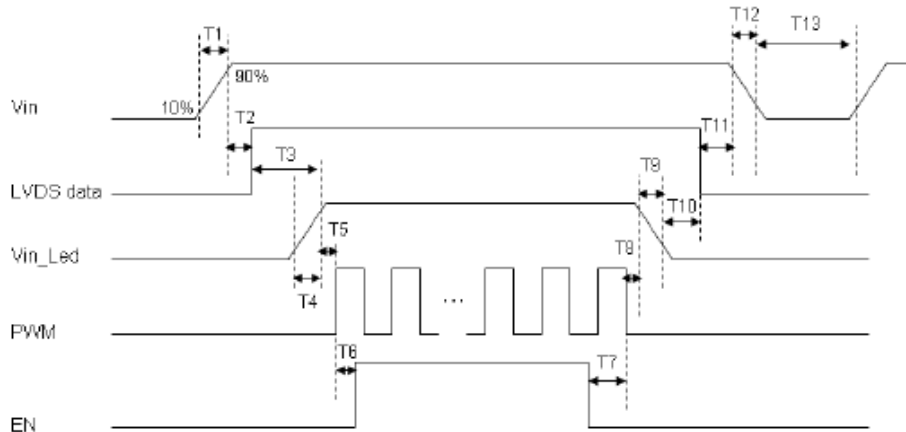 T1
T12
T13
90%
Vin
10%
T2
T11
T3
T9
LVDS data
T10
T5
Vin_Led
T8
T4
...
PWM
T6
T7
EN